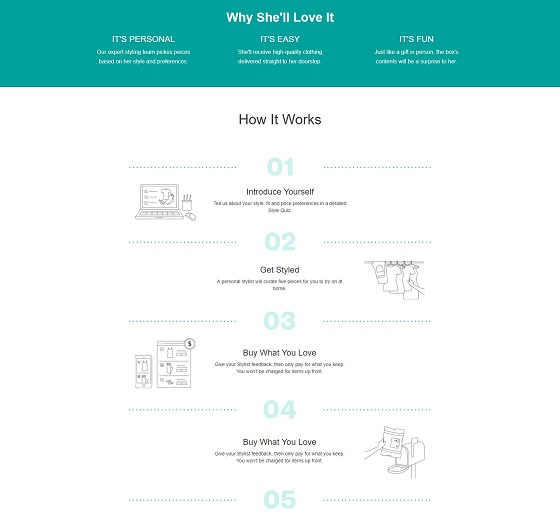 Why She'll Love It
IT'S PERSONAL
Our expert styling team pickes pieces
based on her style and preferences.
IT'S EASY
She'll receive high-quality clothing
delivered straight to her doorstep.
IT'S FUN
Just like a gift in person, the box's
contents will be a surprise to her.
How It Works
01
Introduce Yourself
Tell us about your style, fit and price preferences in a detailed
Style Quiz
02
Get Styled
A personal stylist will curate five pieces for you to try on at
home.
03
$
Buy What You Love
Give your Stylist feedback, then only pay for what you keep.
You won't be charged for items up front.
04
Buy What You Love
Give your Stylist feedback, then only pay for what you keep.
You won't be charged for items up front.
05